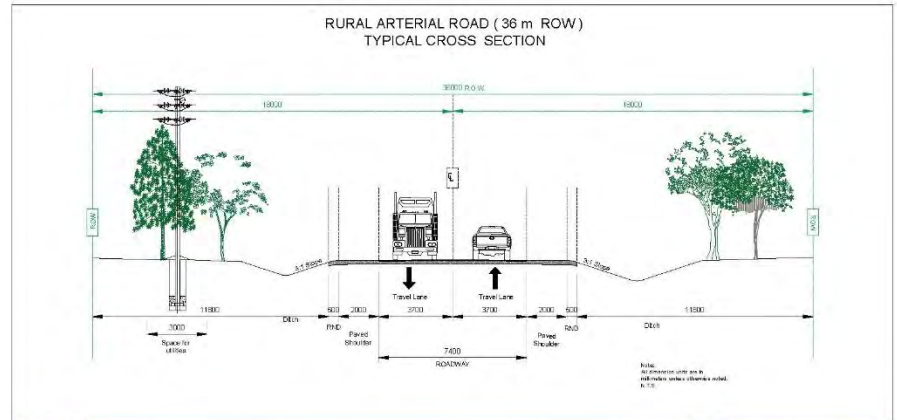 RURAL ARTERIAL ROAD ( 36 m ROW )
TYPICAL CROSS SECTION
36000 R.O.W.
18000
18000
C L
ROW
ROW
3:1 Slope
3:1 Slope
Travel Lane
Travel Lane
11800
500
2000
3700
3700
2000
500
11800
Ditch
RND
Paved
Shoulder
Paved
Shoulder
RND
Ditch
3000
Space for
utilities
7400
ROADWAY
Note:
All dimension units are in
millimeters unless otherwise noted.
N.T.S.